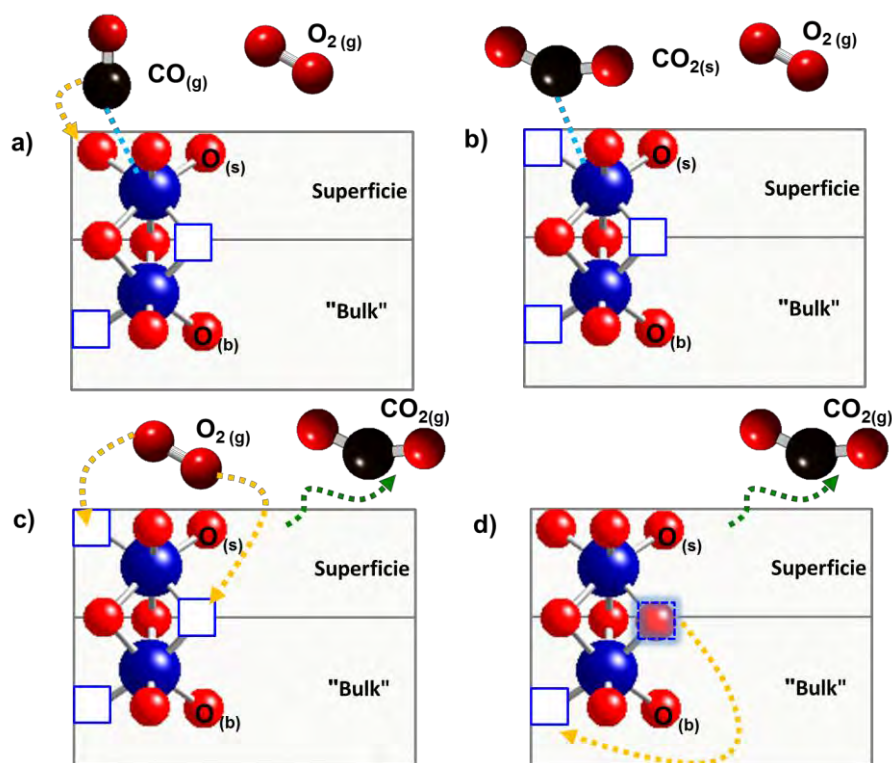 a)
CO(g)
O2 (g)
O(s)
Superficie
"Bulk"
O(b)
b)
CO2(s)
O2 (g)
O(s)
Superficie
"Bulk"
O(b)
c)
O2 (g)
CO2(g)
O(s)
Superficie
"Bulk"
O(b)
d)
CO2(g)
O(s)
Superficie
"Bulk"
O(b)